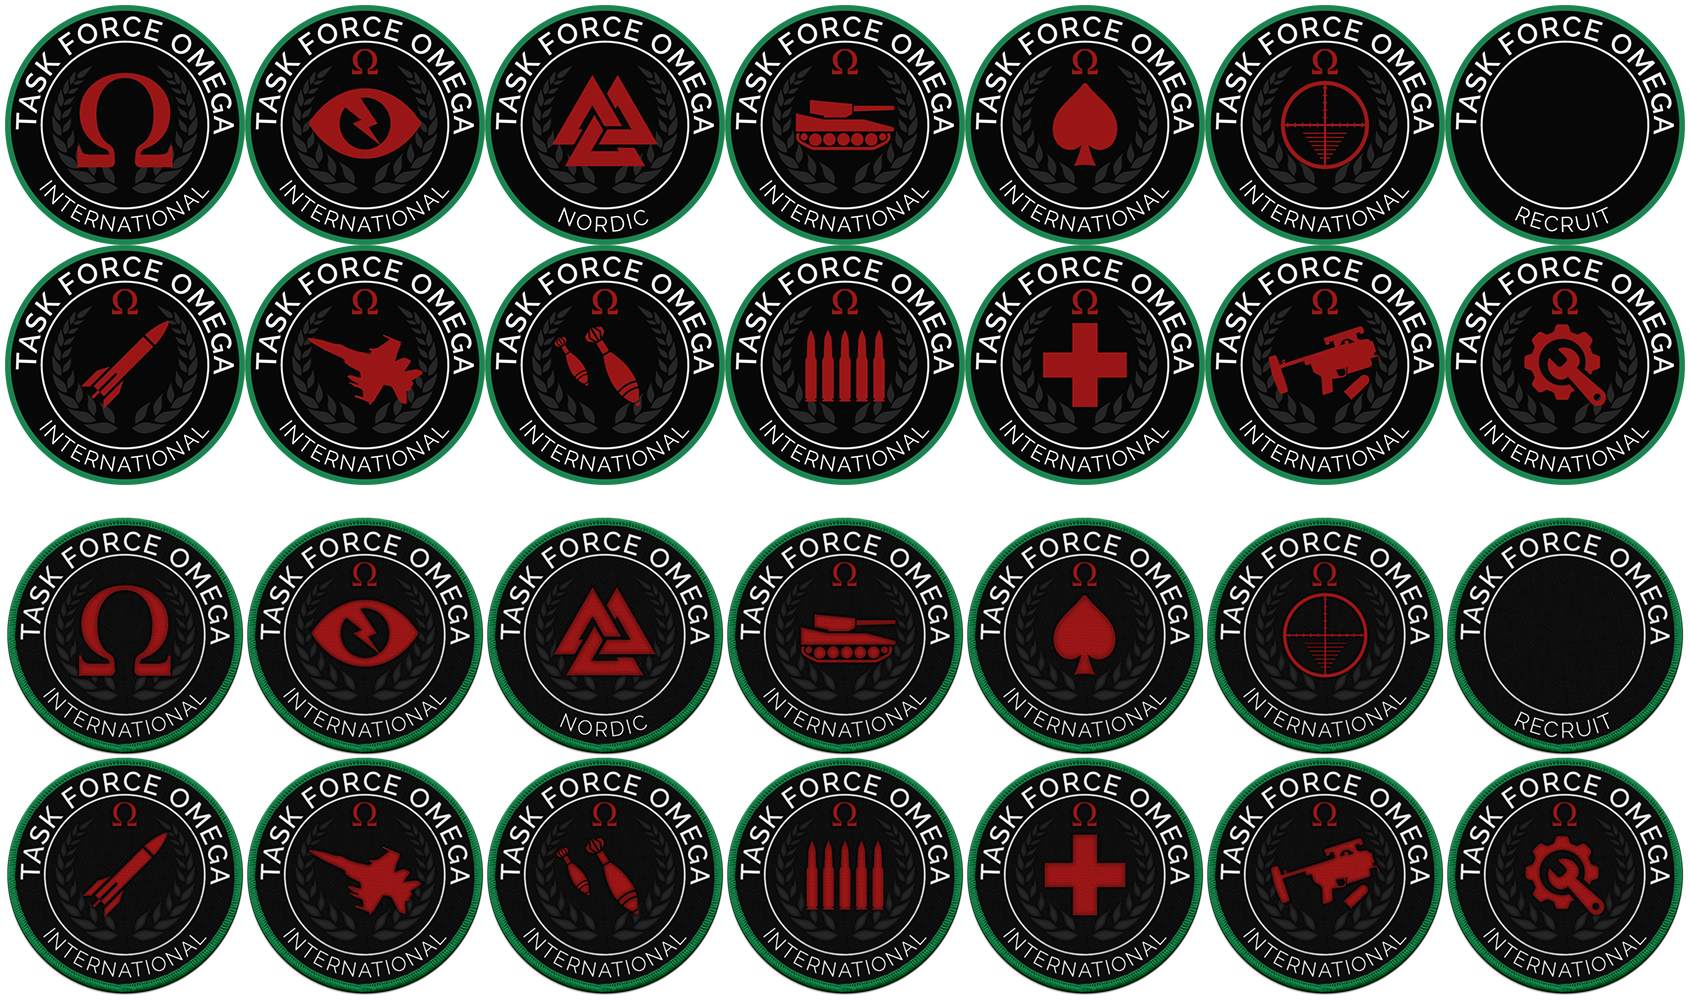 TASK FORCE OMEGA
Ω
INTERNATIONAL
TASK FORCE OMEGA
Ω
INTERNATIONAL
TASK FORCE OMEGA
NORDIC
TASK FORCE OMEGA
Ω
INTERNATIONAL
TASK FORCE OMEGA
Ω
INTERNATIONAL
TASK FORCE OMEGA
Ω
INTERNATIONAL
TASK FORCE OMEGA
RECRUIT
TASK FORCE OMEGA
Ω
INTERNATIONAL
TASK FORCE OMEGA
Ω
INTERNATIONAL
TASK FORCE OMEGA
Ω
INTERNATIONAL
TASK FORCE OMEGA
Ω
INTERNATIONAL
TASK FORCE OMEGA
Ω
INTERNATIONAL
TASK FORCE OMEGA
Ω
INTERNATIONAL
TASK FORCE OMEGA
Ω
INTERNATIONAL
TASK FORCE OMEGA
Ω
INTERNATIONAL
TASK FORCE OMEGA
Ω
INTERNATIONAL
TASK FORCE OMEGA
NORDIC
TASK FORCE OMEGA
Ω
INTERNATIONAL
TASK FORCE OMEGA
Ω
INTERNATIONAL
TASK FORCE OMEGA
Ω
INTERNATIONAL
TASK FORCE OMEGA
RECRUIT
TASK FORCE OMEGA
Ω
INTERNATIONAL
TASK FORCE OMEGA
Ω
INTERNATIONAL
TASK FORCE OMEGA
Ω
INTERNATIONAL
TASK FORCE OMEGA
Ω
INTERNATIONAL
TASK FORCE OMEGA
Ω
INTERNATIONAL
TASK FORCE OMEGA
Ω
INTERNATIONAL
TASK FORCE OMEGA
Ω
INTERNATIONAL